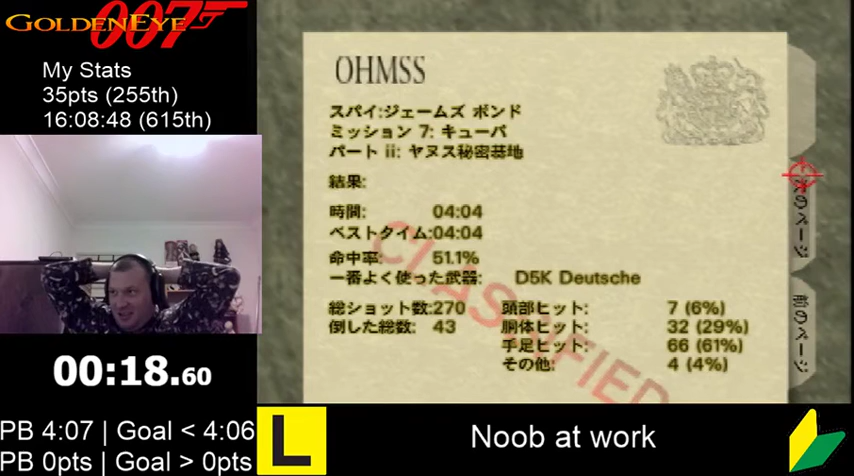 GOLDENEYE 007
My Stats
35pts (255th)
16:08:48 (615th)
OHMSS
スパイ:ジェームズ ボンド
ミッション 7: キューバ
パート ii: ヤヌス秘密基地
結果:
時間: 04:04
ベストタイム:04:04
命中率: 51.1%
一番よく使った武器: D5K Deutsche
総ショット数:270 頭部ヒット: 7 (6%)
倒した総数: 43 胴体ヒット: 32 (29%)
手足ヒット: 66 (61%)
その他: 4 (4%)
CLASSIFIED
次のページ
前のページ
00:18.60
PB 4:07 | Goal < 4:06
PB 0pts | Goal > 0pts
L
Noob at work